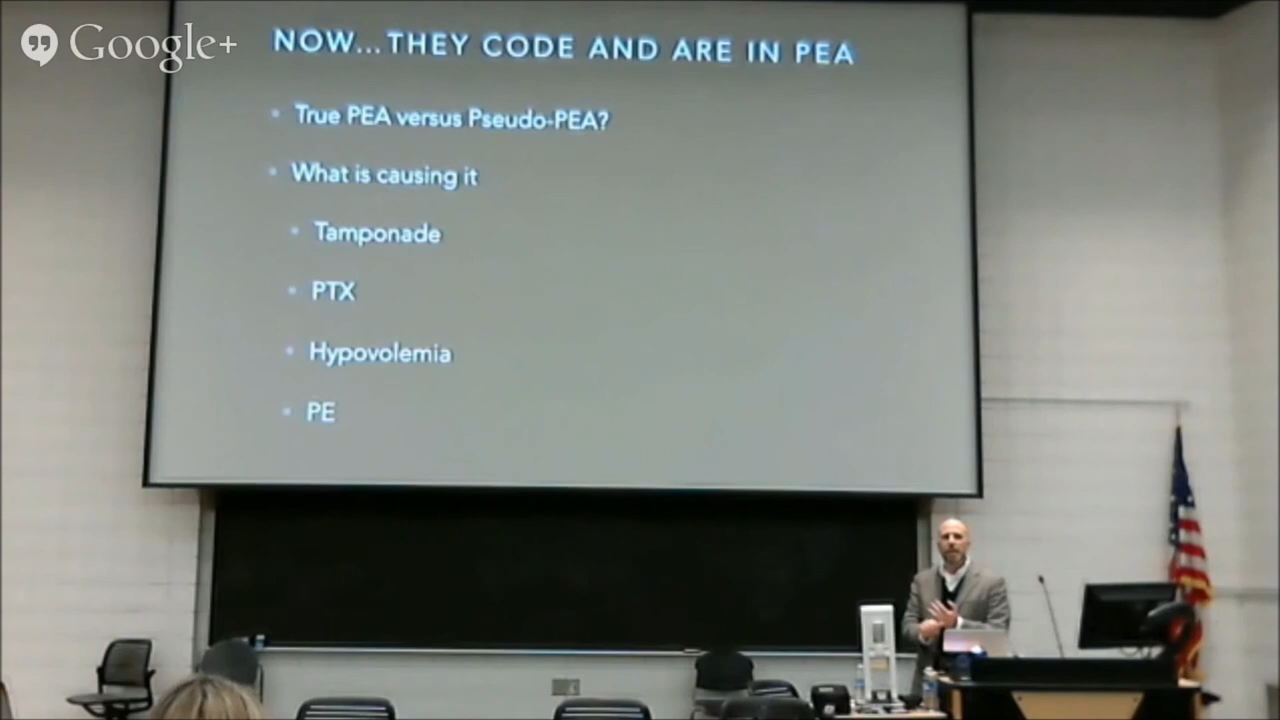 Google+
NOW...THEY CODE AND ARE IN PEA
True PEA versus Pseudo-PEA?
What is causing it
Tamponade
PTX
Hypovolemia
PE